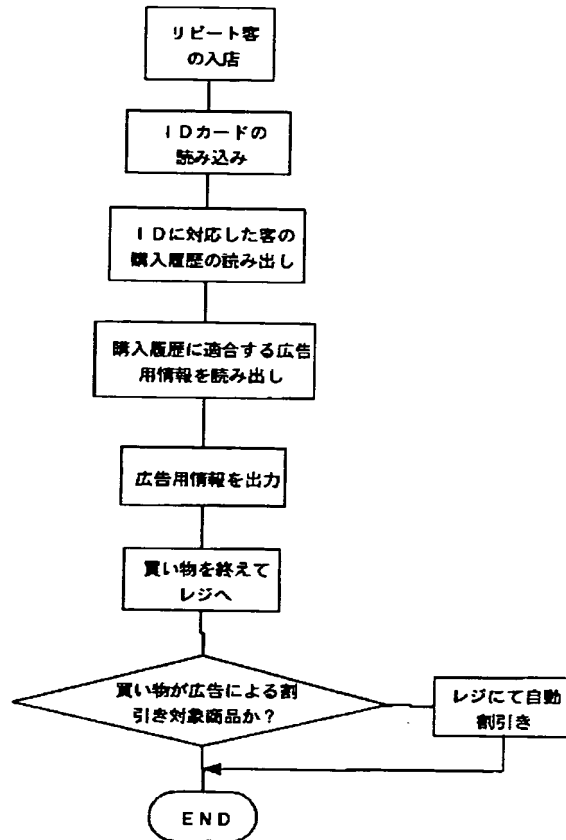 リピート客
の入店
IDカードの
読み込み
IDに対応した客の
購入履歴の読み出し
購入履歴に適合する広告
用情報を読み出し
広告用情報を出力
買い物を終えて
レジへ
買い物が広告による割
引き対象商品か？
レジにて自動
割引き
END